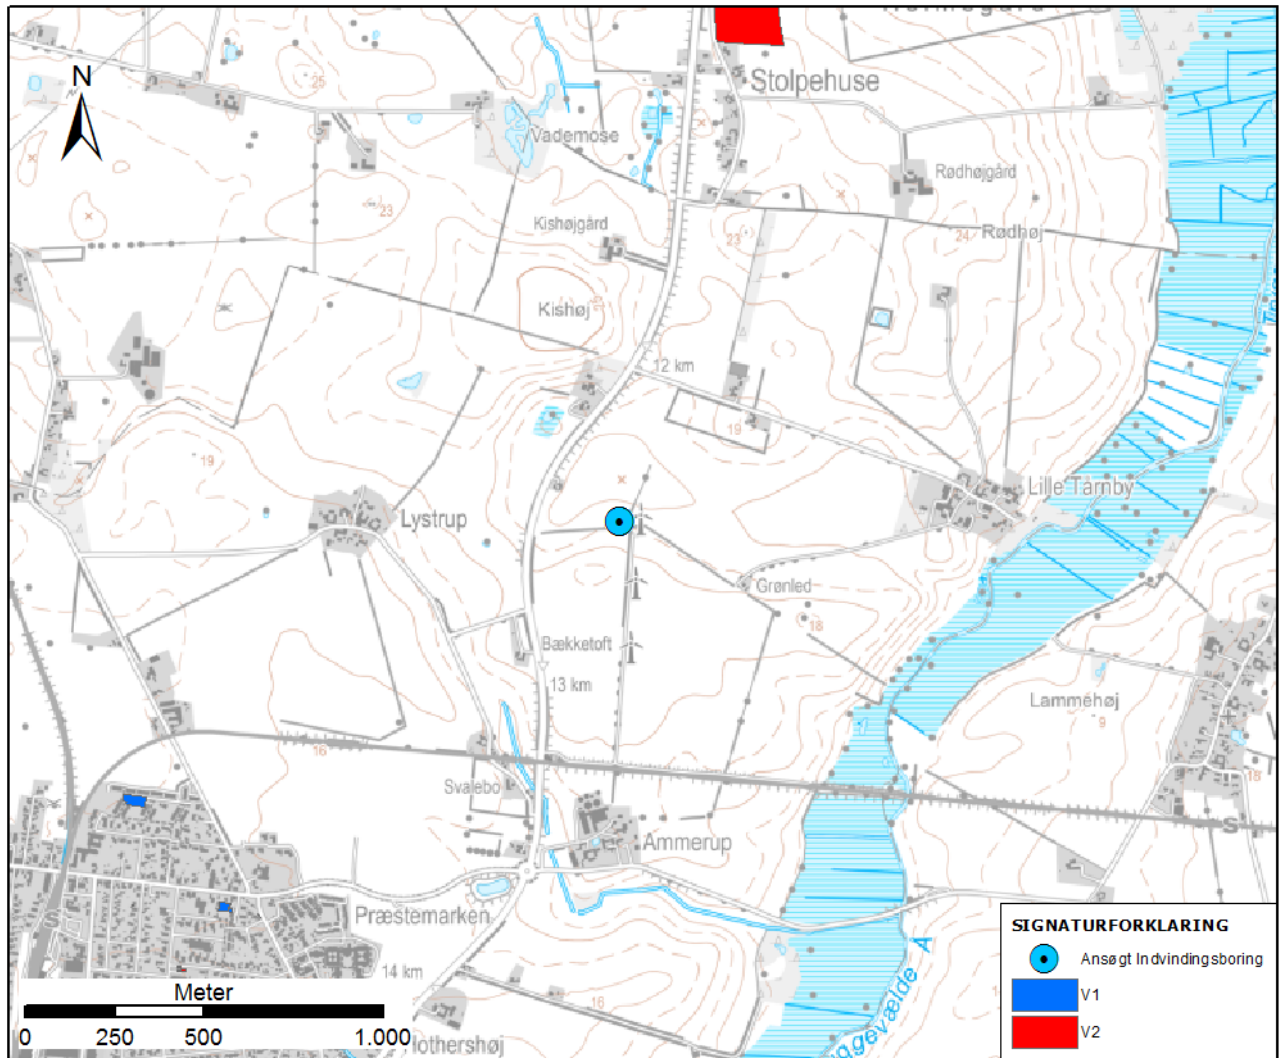 N
25
Stolpehuse
Vademose
Rødhøjgård
23
Kishøjgård
23
24
Rødhøj
Kishøj
12 km
19
19
Lille Tårnby
Lystrup
Grønled
18
Bækketoft
13 km
Lammehøj
9
16
18
Svalebo
S
Ammerup
Præstemarken
S
14 km
16
SIGNATURFORKLARING
Ansøgt Indvindingsboring
V1
V2
Meter
0 250 500 1.000